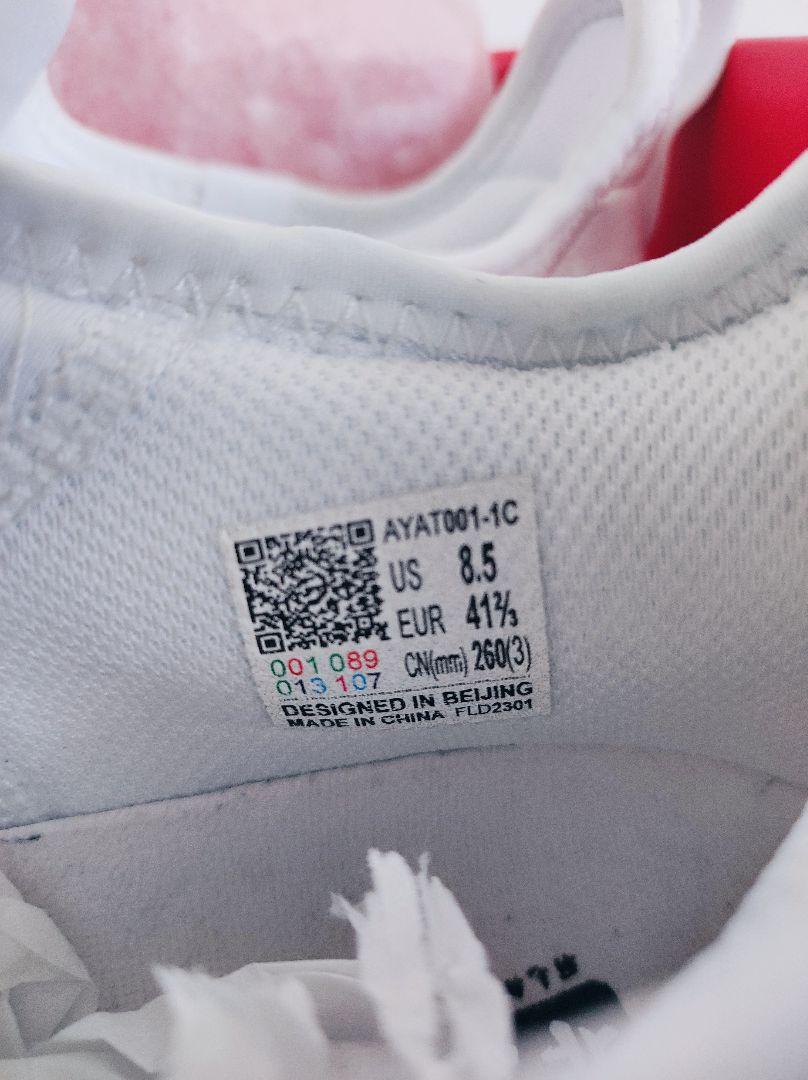 AYAT001-1C
US 8.5
EUR 41⅔
CN(mm) 260(3)
001 089
013 107
DESIGNED IN BEIJING
MADE IN CHINA FLD2301